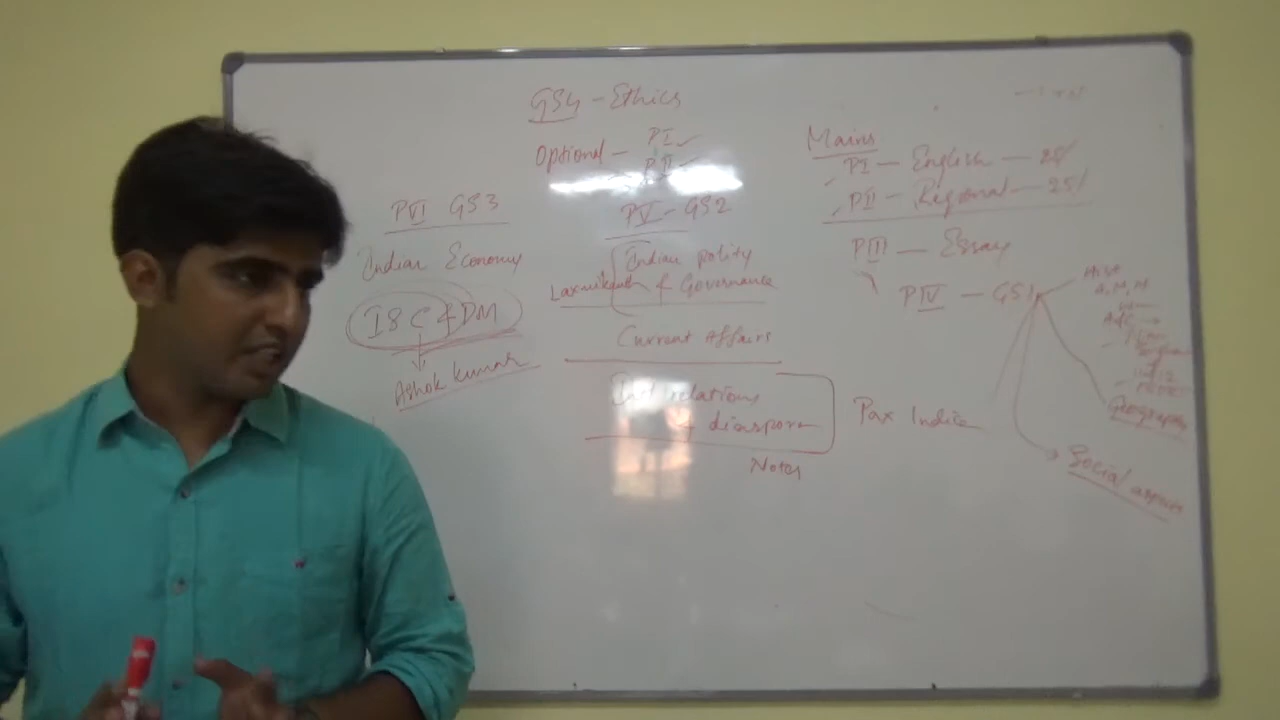 GS4 - Ethics
Optional - PI ✓
PII ✓
Mains
PI - English - 25%
PII - Regional - 25%
PIII - Essay
PIV - GS1
Hist
A, M, M
Geography
Social aspects
PV - GS2
Indian polity
Laxmikanth & Governance
Current Affairs
Int relations
& diaspora
Pax Indica
Notes
PVI GS3
Indian Economy
I&C & DM
Ashok Kumar